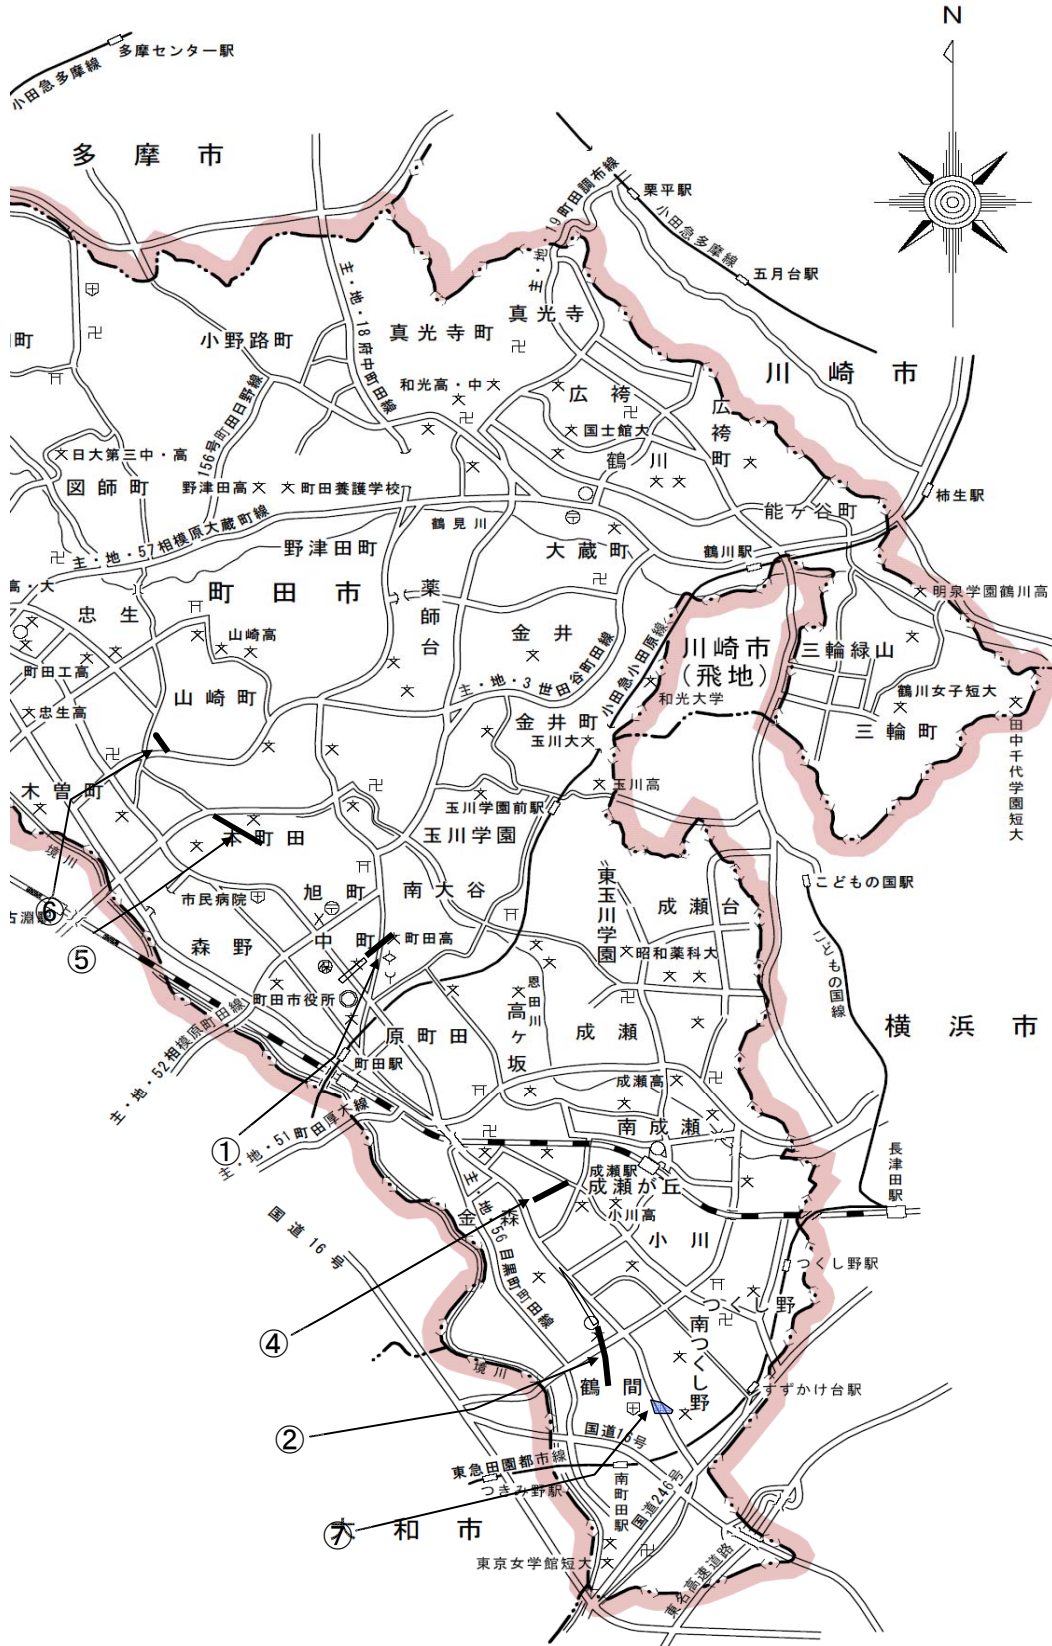 N
多摩センター駅
小田急多摩線
多摩市
主・地・19町田調布線
栗平駅
小田急多摩線
五月台駅
川崎市
真光寺
真光寺町
小野路町
主・地・18府中町田線
町
156号町田日野線
和光高・中
広袴
広袴町
国士館大
鶴川
日大第三中・高
図師町
野津田高
町田養護学校
柿生駅
能ヶ谷町
主・地・57相模原大蔵町線
鶴見川
野津田町
大蔵町
鶴川駅
高・大
町田市
薬師台
明泉学園鶴川高
忠生
山崎高
金井
川崎市
(飛地)
三輪緑山
町田工高
主・地・3世田谷町田線
小田急小田原線
和光大学
鶴川女子短大
山崎町
忠生高
金井町
玉川大
三輪町
田中千代学園短大
木曽町
玉川高
玉川学園前駅
本町田
玉川学園
境川
こどもの国駅
市民病院
旭町
南大谷
東玉川学園
成瀬台
古淵駅
⑥
⑤
森野
中町
町田高
昭和薬科大
こどもの国線
恩田川
町田市役所
高ヶ坂
成瀬
横浜市
原町田
主・地・52相模原町田線
町田駅
成瀬高
主・地・51町田厚木線
①
南成瀬
長津田駅
成瀬駅
成瀬が丘
金森
主・地・56目黒町町田線
小川高
国道16号
小川
つくし野駅
つくし野
④
南つくし野
境川
鶴間
すずかけ台駅
②
国道16号
東急田園都市線
つきみ野駅
南町田駅
国道246号
⑦
大和市
東京女学館短大
東名高速道路